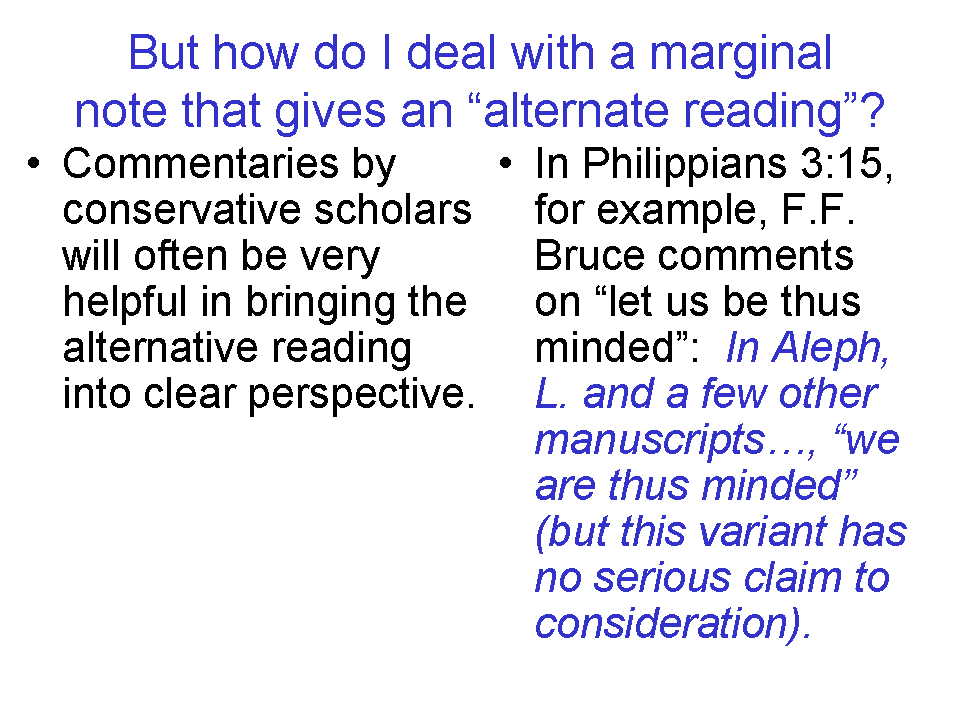 But how do I deal with a marginal
note that gives an “alternate reading”?
• Commentaries by
conservative scholars
will often be very
helpful in bringing the
alternative reading
into clear perspective.
• In Philippians 3:15,
for example, F.F.
Bruce comments
on “let us be thus
minded”:  In Aleph,
L. and a few other
manuscripts…, “we
are thus minded”
(but this variant has
no serious claim to
consideration).